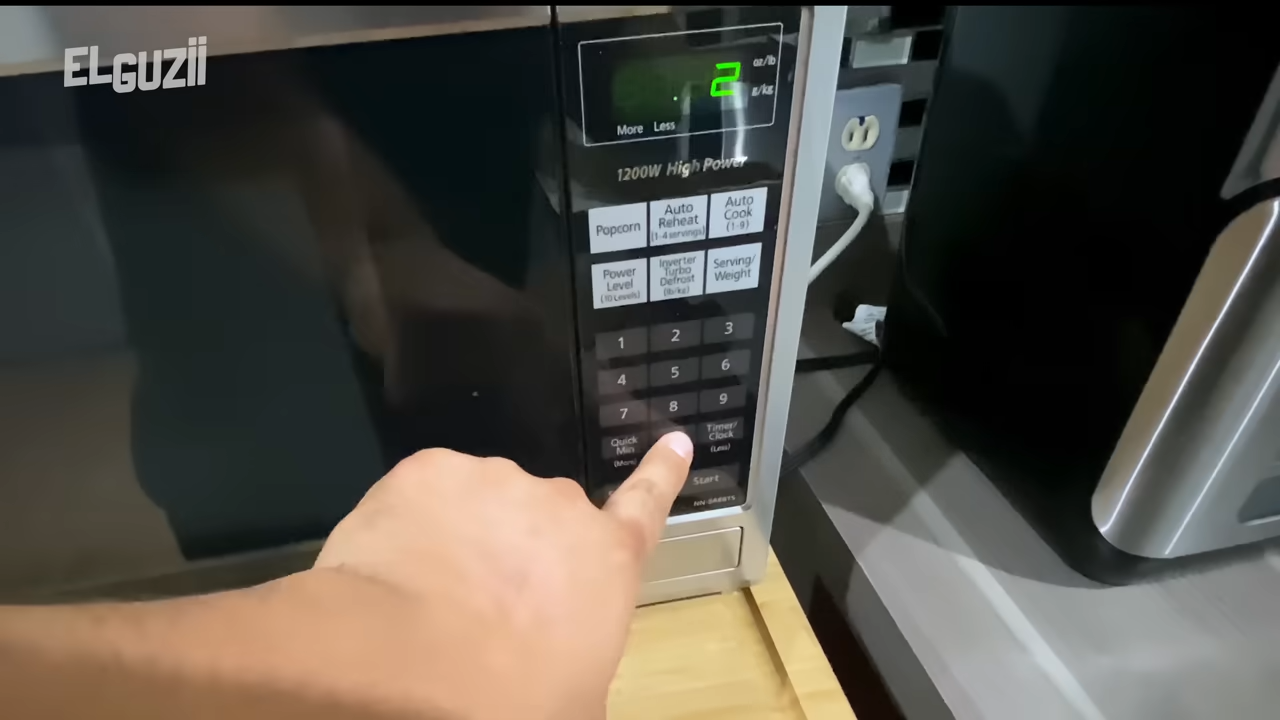 ELGUZii
2
oz/lb
g/kg
More Less
1200W High Power
Popcorn
Auto
Reheat
(1-4 servings)
Auto
Cook
(1-9)
Power
Level
(10 Levels)
Inverter
Turbo
Defrost
(lb/kg)
Serving/
Weight
1 2 3
4 5 6
7 8 9
Quick
Min
(More)
Timer/
Clock
(Less)
Start